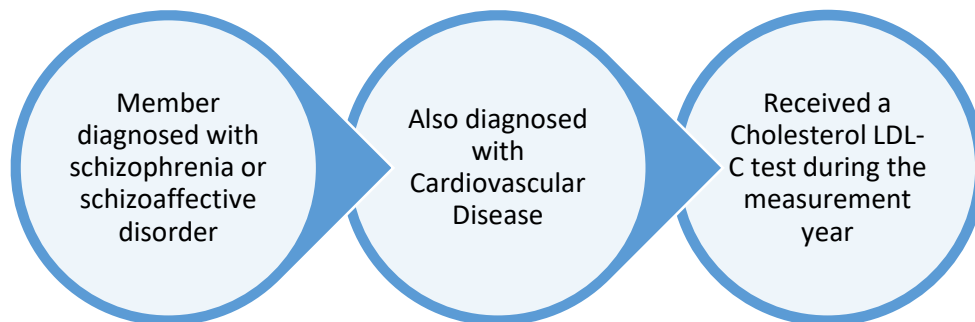 Member
diagnosed with
schizophrenia or
schizoaffective
disorder
Also diagnosed
with
Cardiovascular
Disease
Received a
Cholesterol LDL-
C test during the
measurement
year